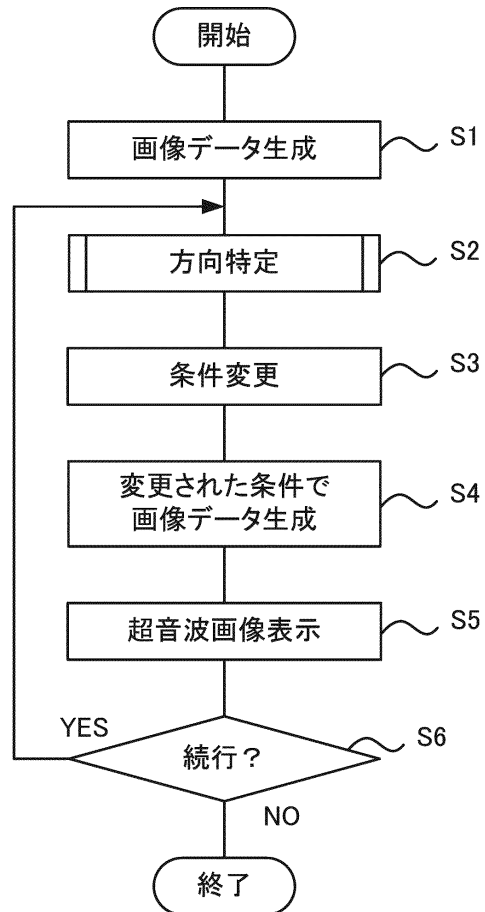 開始
画像データ生成
S1
方向特定
S2
条件変更
S3
変更された条件で
画像データ生成
S4
超音波画像表示
S5
YES
続行？
S6
NO
終了